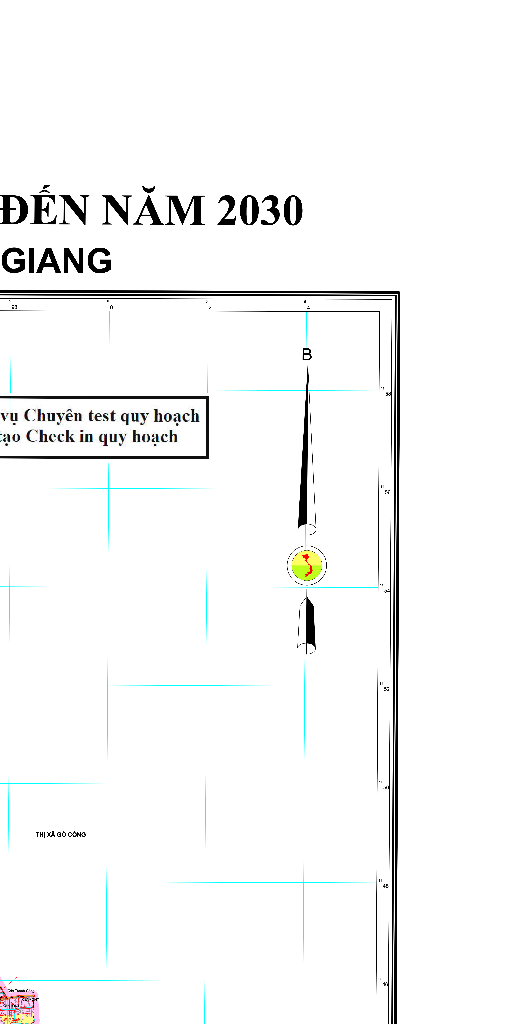 ĐẾN NĂM 2030
GIANG
B
vụ Chuyên test quy hoạch
tạo Check in quy hoạch
THỊ XÃ GÒ CÔNG